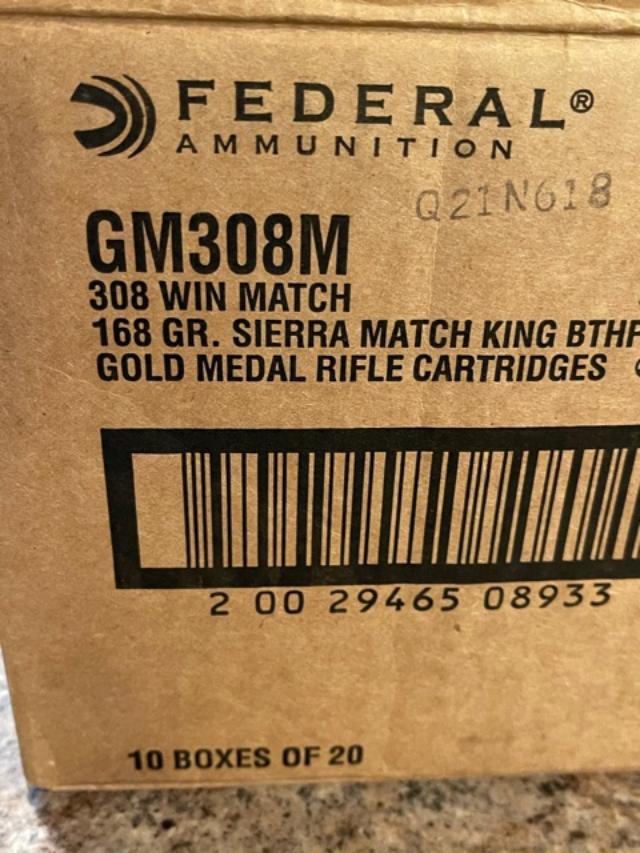 FEDERAL®
AMMUNITION
Q21N618
GM308M
308 WIN MATCH
168 GR. SIERRA MATCH KING BTHP
GOLD MEDAL RIFLE CARTRIDGES
2 00 29465 08933
10 BOXES OF 20